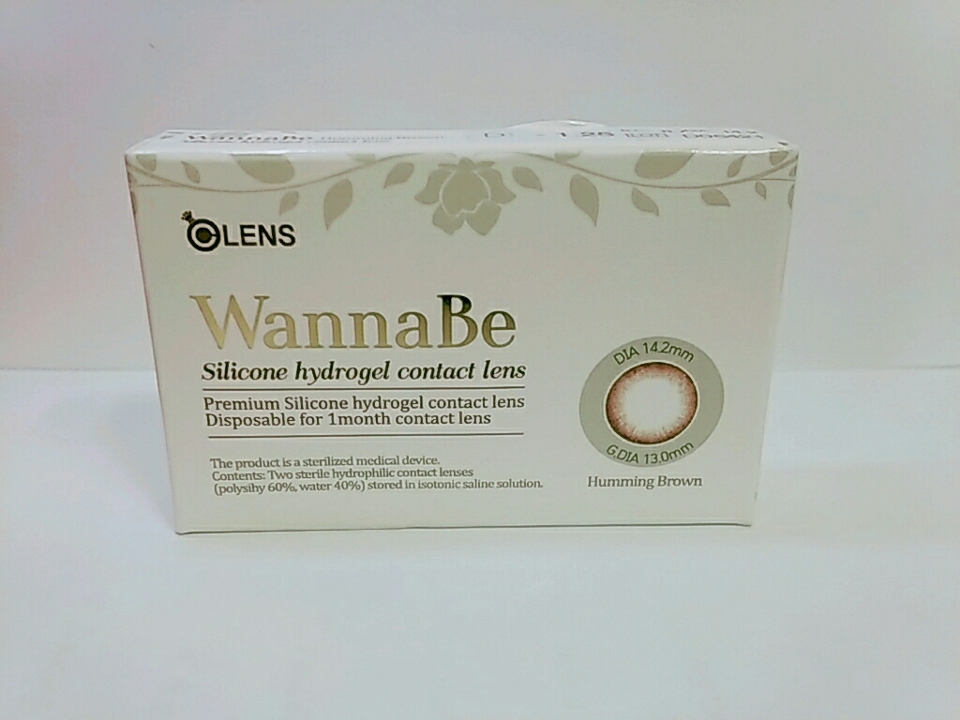 WannaBe
OLENS
WannaBe
Silicone hydrogel contact lens
Premium Silicone hydrogel contact lens
Disposable for 1month contact lens
The product is a sterilized medical device.
Contents: Two sterile hydrophilic contact lenses
(polysihy 60%, water 40%) stored in isotonic saline solution.
DIA 14.2mm
G.DIA 13.0mm
Humming Brown